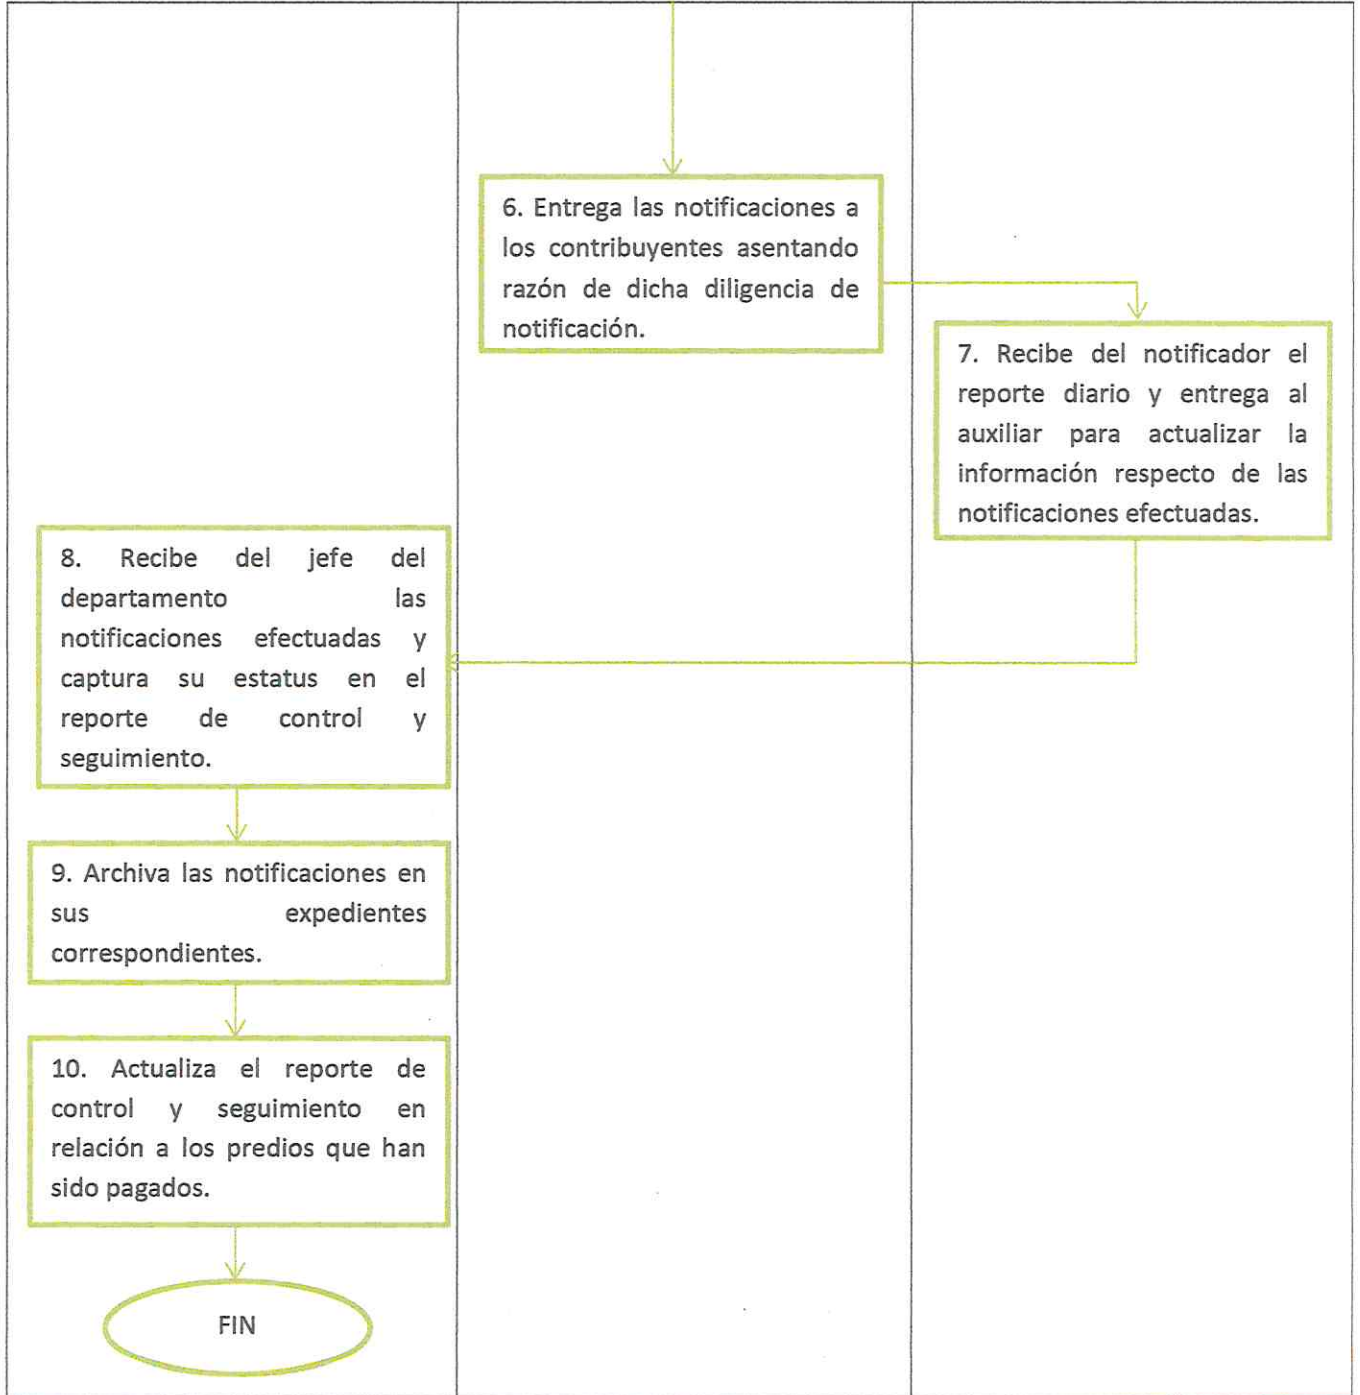 6. Entrega las notificaciones a
los contribuyentes asentando
razón de dicha diligencia de
notificación.
7. Recibe del notificador el
reporte diario y entrega al
auxiliar para actualizar la
información respecto de las
notificaciones efectuadas.
8. Recibe del jefe del
departamento las
notificaciones efectuadas y
captura su estatus en el
reporte de control y
seguimiento.
9. Archiva las notificaciones en
sus expedientes
correspondientes.
10. Actualiza el reporte de
control y seguimiento en
relación a los predios que han
sido pagados.
FIN